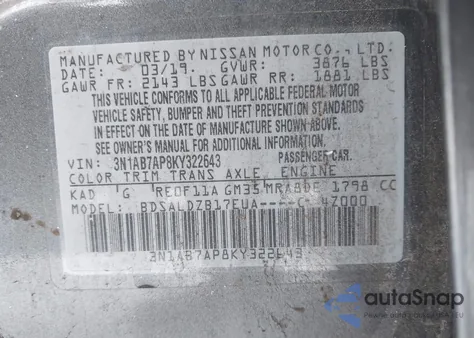 MANUFACTURED BY NISSAN MOTOR CO., LTD.
DATE: 03/19. GVWR: 3876 LBS
GAWR FR: 2143 LBS GAWR RR: 1881 LBS
THIS VEHICLE CONFORMS TO ALL APPLICABLE FEDERAL MOTOR
VEHICLE SAFETY, BUMPER, AND THEFT PREVENTION STANDARDS
IN EFFECT ON THE DATE OF MANUFACTURE SHOWN ABOVE.
SEE OWNER'S MANUAL FOR ADDITIONAL INFORMATION.
VIN: 3N1AB7AP8KY322643 PASSENGER CAR.
COLOR TRIM TRANS AXLE ENGINE
KAD G RE0F11A GM35 MRA8DE 1798 CC
MODEL: BDSALDZB17EUA----C-4Z000
3N1AB7AP8KY322643
autoSnap